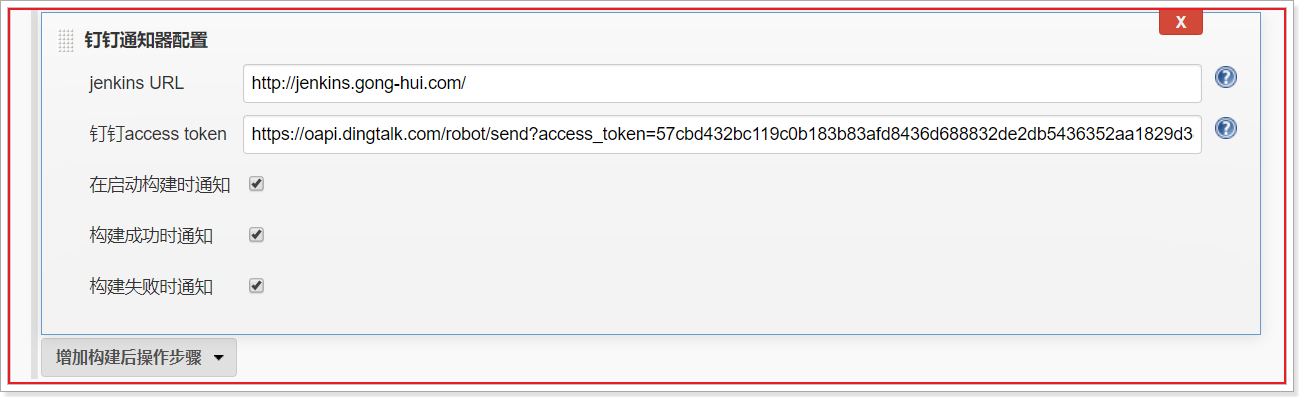 X
钉钉通知器配置
jenkins URL http://jenkins.gong-hui.com/ ?
钉钉access token https://oapi.dingtalk.com/robot/send?access_token=57cbd432bc119c0b183b83afd8436d688832de2db5436352aa1829d3 ?
在启动构建时通知
构建成功时通知
构建失败时通知
增加构建后操作步骤